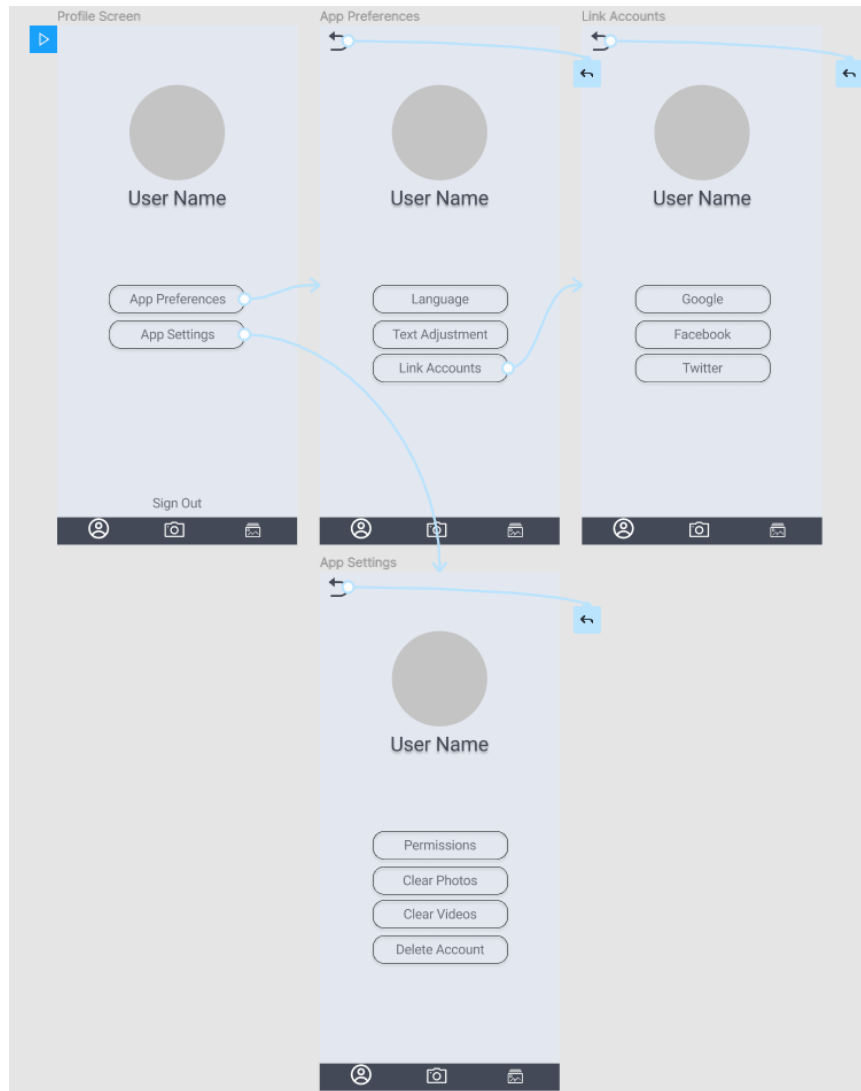 Profile Screen
User Name
App Preferences
App Settings
Sign Out
App Preferences
User Name
Language
Text Adjustment
Link Accounts
Link Accounts
User Name
Google
Facebook
Twitter
App Settings
User Name
Permissions
Clear Photos
Clear Videos
Delete Account